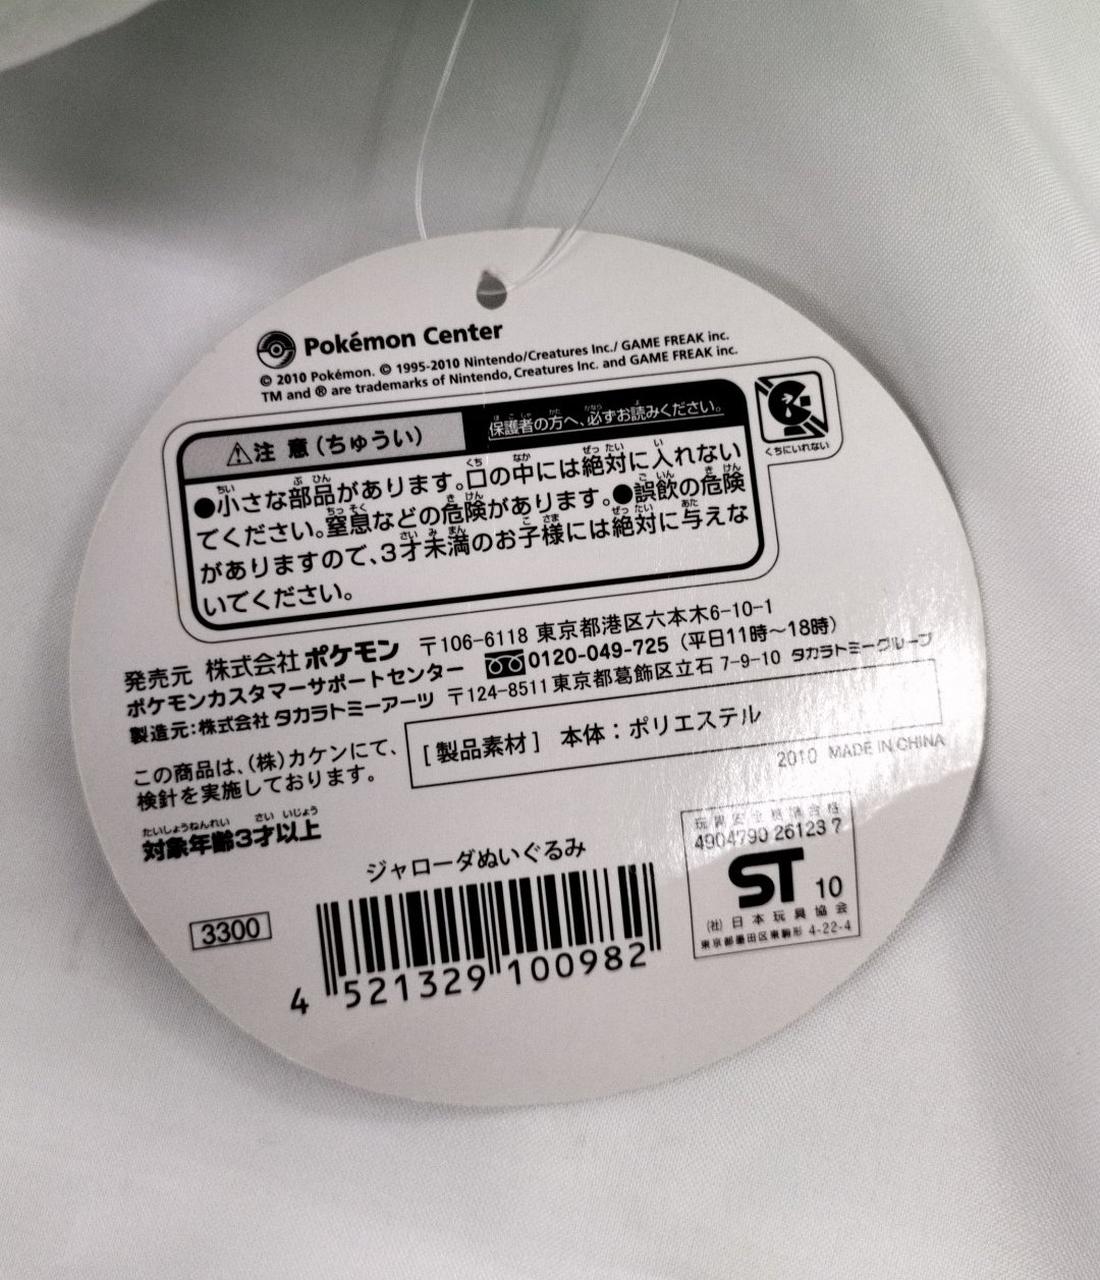 Pokémon Center
© 2010 Pokémon. © 1995-2010 Nintendo/Creatures Inc./ GAME FREAK inc.
TM and ® are trademarks of Nintendo, Creatures Inc. and GAME FREAK inc.
注意(ちゅうい) 保護者の方へ、必ずお読みください。
くちにいれない
●小さな部品があります。口の中には絶対に入れない
でください。窒息などの危険があります。●誤飲の危険
がありますので、3才未満のお子様には絶対に与えな
いでください。
発売元 株式会社ポケモン 〒106-6118 東京都港区六本木6-10-1
ポケモンカスタマーサポートセンター 0120-049-725 (平日11時～18時)
製造元:株式会社タカラトミーアーツ 〒124-8511 東京都葛飾区立石 7-9-10 タカラトミーグループ
この商品は、(株)カケンにて、
検針を実施しております。
[製品素材] 本体:ポリエステル
2010 MADE IN CHINA
対象年齢3才以上
玩具安全基準合格
4904790 26123 7
ST 10
(社)日本玩具協会
東京都墨田区東駒形 4-22-4
ジャローダぬいぐるみ
3300
4 521329 100982